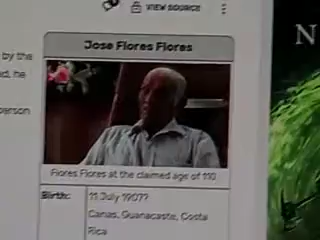 VIEW SOURCE
N
Jose Flores Flores
by the
he
person
Flores Flores at the claimed age of 110
Birth:
11 July 1907?
Canas, Guanacaste, Costa
Rica